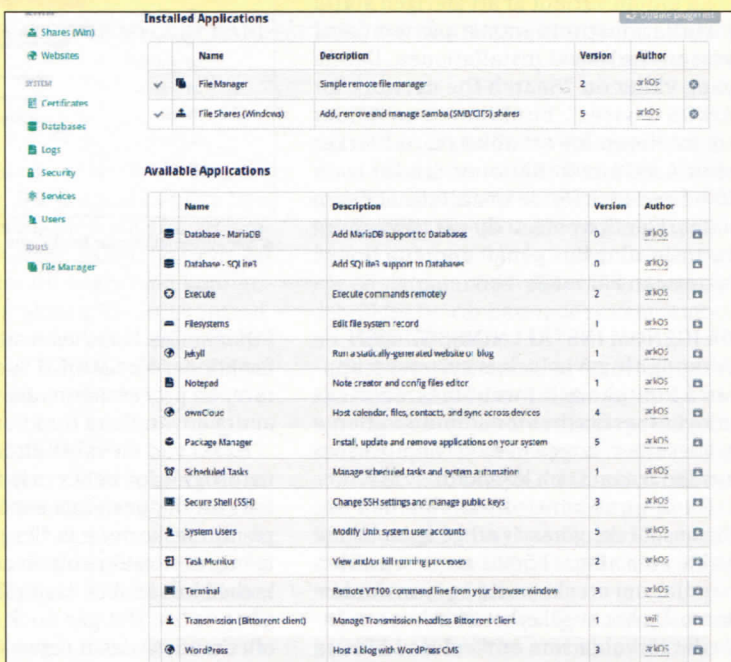 Shares (Win)
Websites
SYSTEM
Certificates
Databases
Logs
Security
Services
Users
TOOLS
File Manager
Installed Applications
Name Description Version Author
File Manager Simple remote file manager 2 arkOS
File Shares (Windows) Add, remove and manage Samba (SMB/CIFS) shares 5 arkOS
Available Applications
Name Description Version Author
Database - MariaDB Add MariaDB support to Databases arkOS
Database - SQLite3 Add SQLite3 support to Databases 0 arkOS
Execute Execute commands remotely 2 arkOS
Filesystems Edit file system record 1 arkOS
Jekyll Run a statically-generated website or blog 1 arkOS
Notepad Note creator and config files editor 1 arkOS
ownCloud Host calendar, files, contacts, and sync across devices 4 arkOS
Package Manager Install, update and remove applications on your system 5 arkOS
Scheduled Tasks Manage scheduled tasks and system automation 1 arkOS
Secure Shell (SSH) Change SSH settings and manage public keys 3 arkOS
System Users Modify Unix system user accounts 5 arkOS
Task Monitor View and/or kill running processes 2 arkOS
Terminal Remote VT100 command line from your browser window 3 arkOS
Transmission (Bittorrent client) Manage Transmission headless Bittorrent client 1 will
WordPress Host a blog with WordPress CMS 3 arkOS